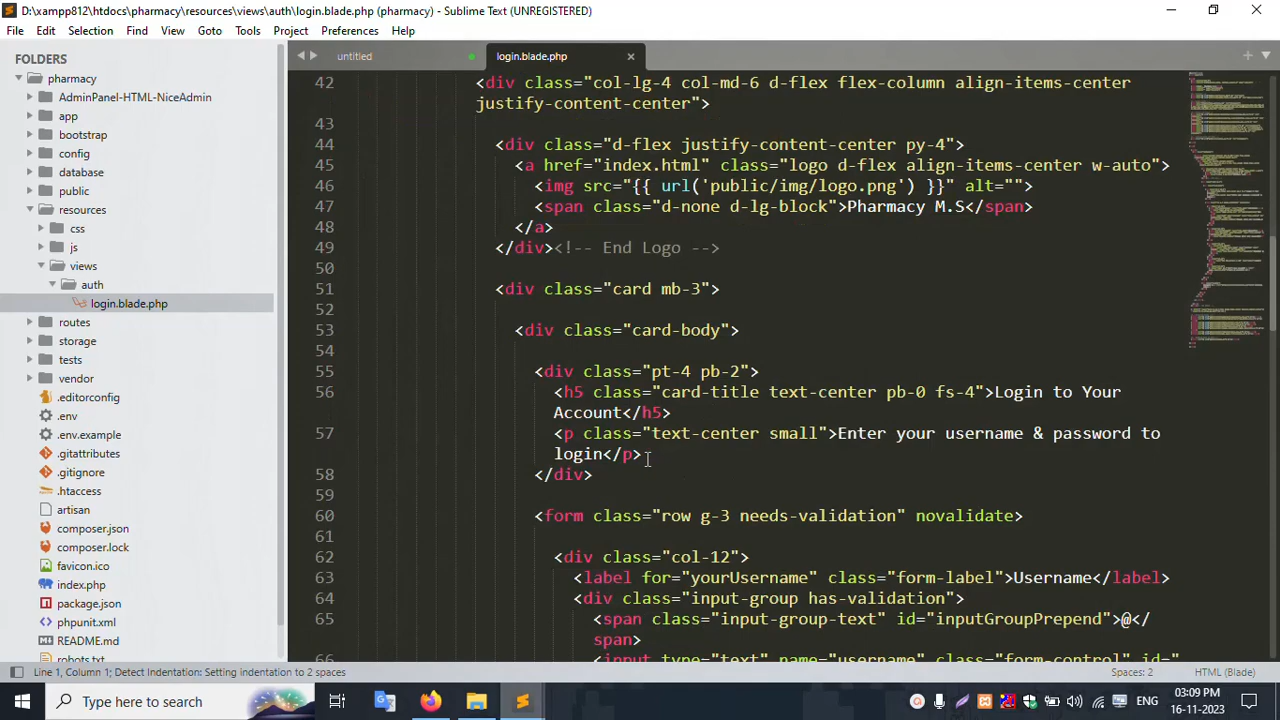 D:\xampp812\htdocs\pharmacy\resources\views\auth\login.blade.php (pharmacy) - Sublime Text (UNREGISTERED)
File Edit Selection Find View Goto Tools Project Preferences Help
FOLDERS
pharmacy
AdminPanel-HTML-NiceAdmin
app
bootstrap
config
database
public
resources
css
js
views
auth
login.blade.php
routes
storage
tests
vendor
.editorconfig
.env
.env.example
.gitattributes
.gitignore
.htaccess
artisan
composer.json
composer.lock
favicon.ico
index.php
package.json
phpunit.xml
README.md
robots.txt
untitled
login.blade.php
42 <div class="col-lg-4 col-md-6 d-flex flex-column align-items-center
justify-content-center">
43
44 <div class="d-flex justify-content-center py-4">
45 <a href="index.html" class="logo d-flex align-items-center w-auto">
46 <img src="{{ url('public/img/logo.png') }}" alt="">
47 <span class="d-none d-lg-block">Pharmacy M.S</span>
48 </a>
49 </div><!-- End Logo -->
50
51 <div class="card mb-3">
52
53 <div class="card-body">
54
55 <div class="pt-4 pb-2">
56 <h5 class="card-title text-center pb-0 fs-4">Login to Your
Account</h5>
57 <p class="text-center small">Enter your username & password to
login</p>
58 </div>
59
60 <form class="row g-3 needs-validation" novalidate>
61
62 <div class="col-12">
63 <label for="yourUsername" class="form-label">Username</label>
64 <div class="input-group has-validation">
65 <span class="input-group-text" id="inputGroupPrepend">@</
span>
66 <input type="text" name="username" class="form-control" id="
Line 1, Column 1; Detect Indentation: Setting indentation to 2 spaces
Spaces: 2
HTML (Blade)
Type here to search
ENG
03:09 PM
16-11-2023